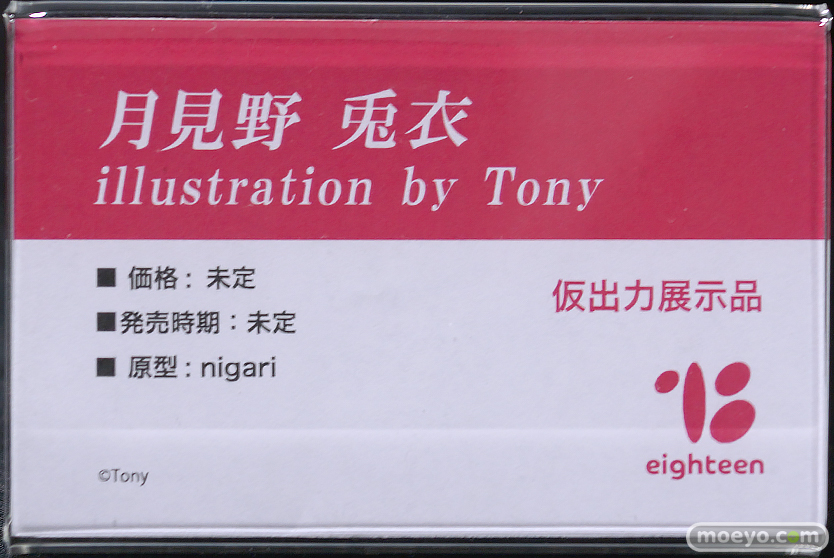 月見野 兎衣
illustration by Tony
■ 価格：未定
■発売時期：未定
■ 原型：nigari
仮出力展示品
eighteen
©Tony
moeyo.com